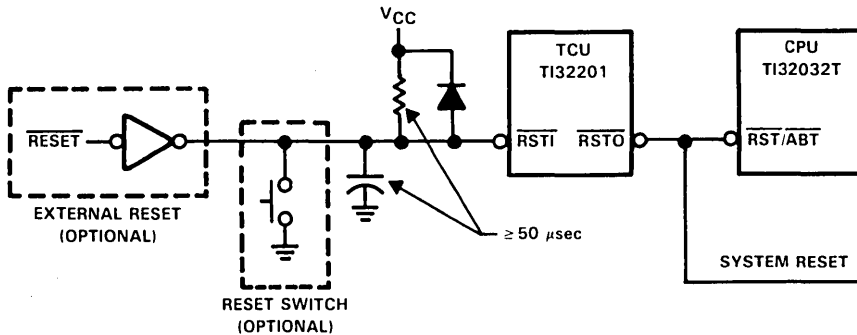 VCC
TCU
TI32201
CPU
TI32032T
RESET
RSTI
RSTO
RST/ABT
EXTERNAL RESET
(OPTIONAL)
≥ 50 μsec
SYSTEM RESET
RESET SWITCH
(OPTIONAL)